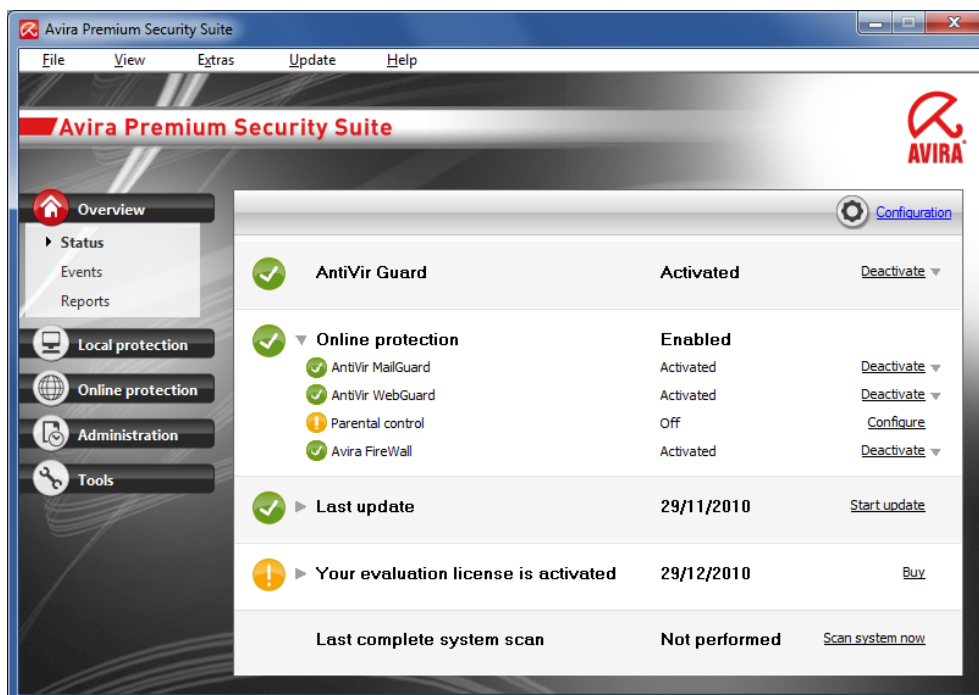 Avira Premium Security Suite
File View Extras Update Help
Avira Premium Security Suite
AVIRA
Overview
Status
Events
Reports
Local protection
Online protection
Administration
Tools
Configuration
AntiVir Guard Activated Deactivate
Online protection Enabled
AntiVir MailGuard Activated Deactivate
AntiVir WebGuard Activated Deactivate
Parental control Off Configure
Avira FireWall Activated Deactivate
Last update 29/11/2010 Start update
Your evaluation license is activated 29/12/2010 Buy
Last complete system scan Not performed Scan system now